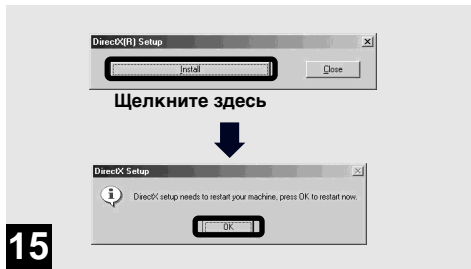 DirectX(R) Setup
Install
Close
Щелкните здесь
DirectX Setup
DirectX setup needs to restart your machine, press OK to restart now.
OK
15